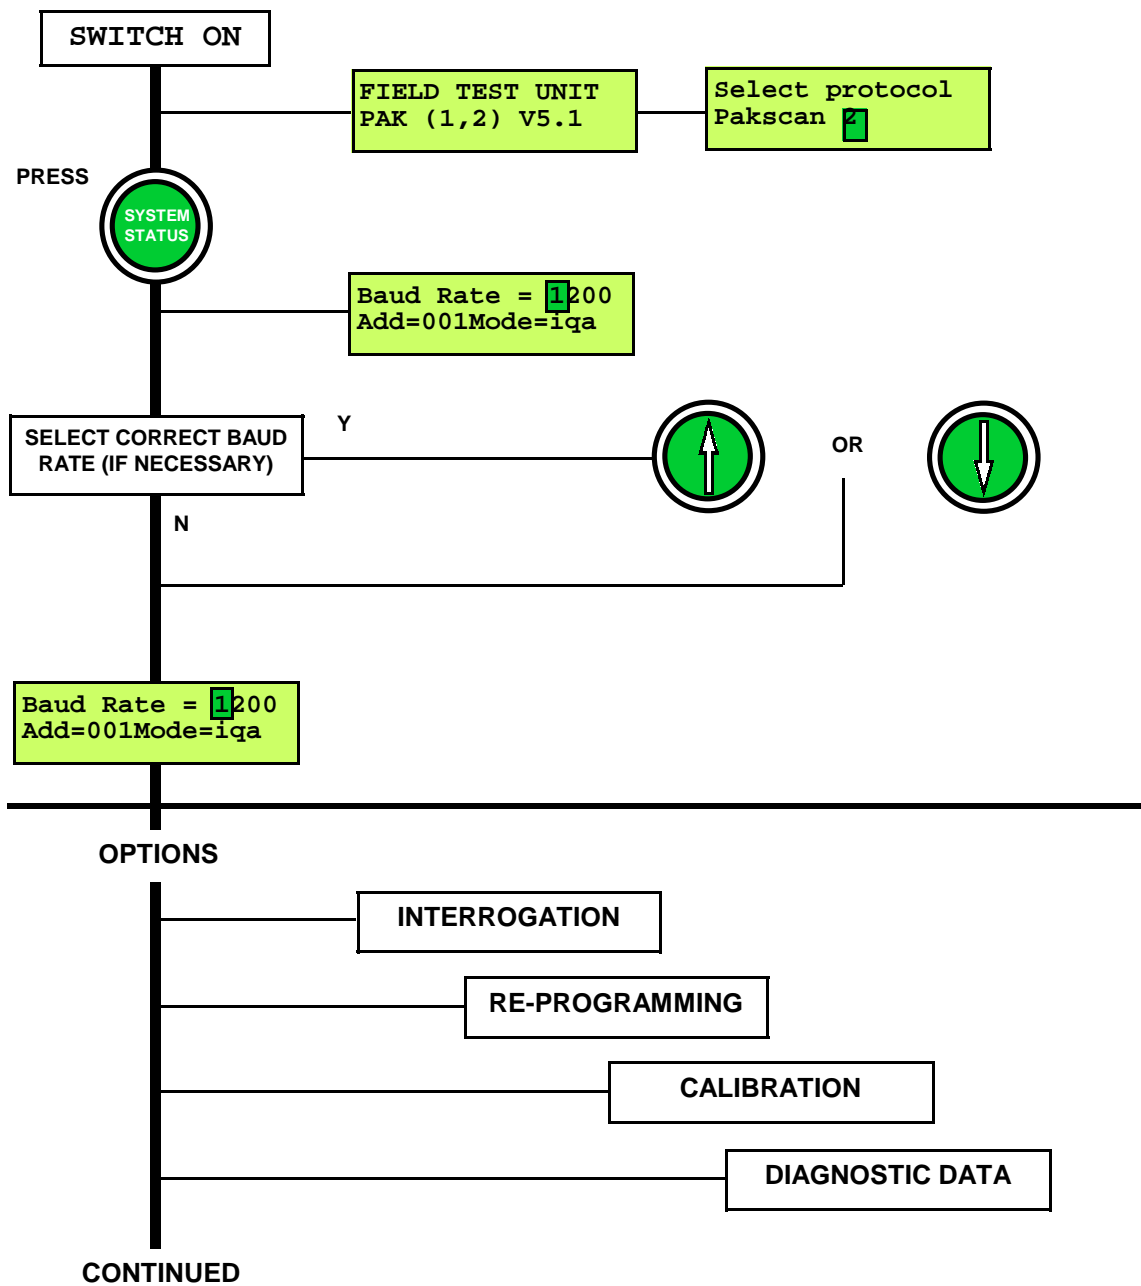 SWITCH ON
FIELD TEST UNIT
PAK (1,2) V5.1
Select protocol
Pakscan 2
PRESS
SYSTEM
STATUS
Baud Rate = 1200
Add=001Mode=iqa
SELECT CORRECT BAUD
RATE (IF NECESSARY)
Y
OR
N
Baud Rate = 1200
Add=001Mode=iqa
OPTIONS
INTERROGATION
RE-PROGRAMMING
CALIBRATION
DIAGNOSTIC DATA
CONTINUED